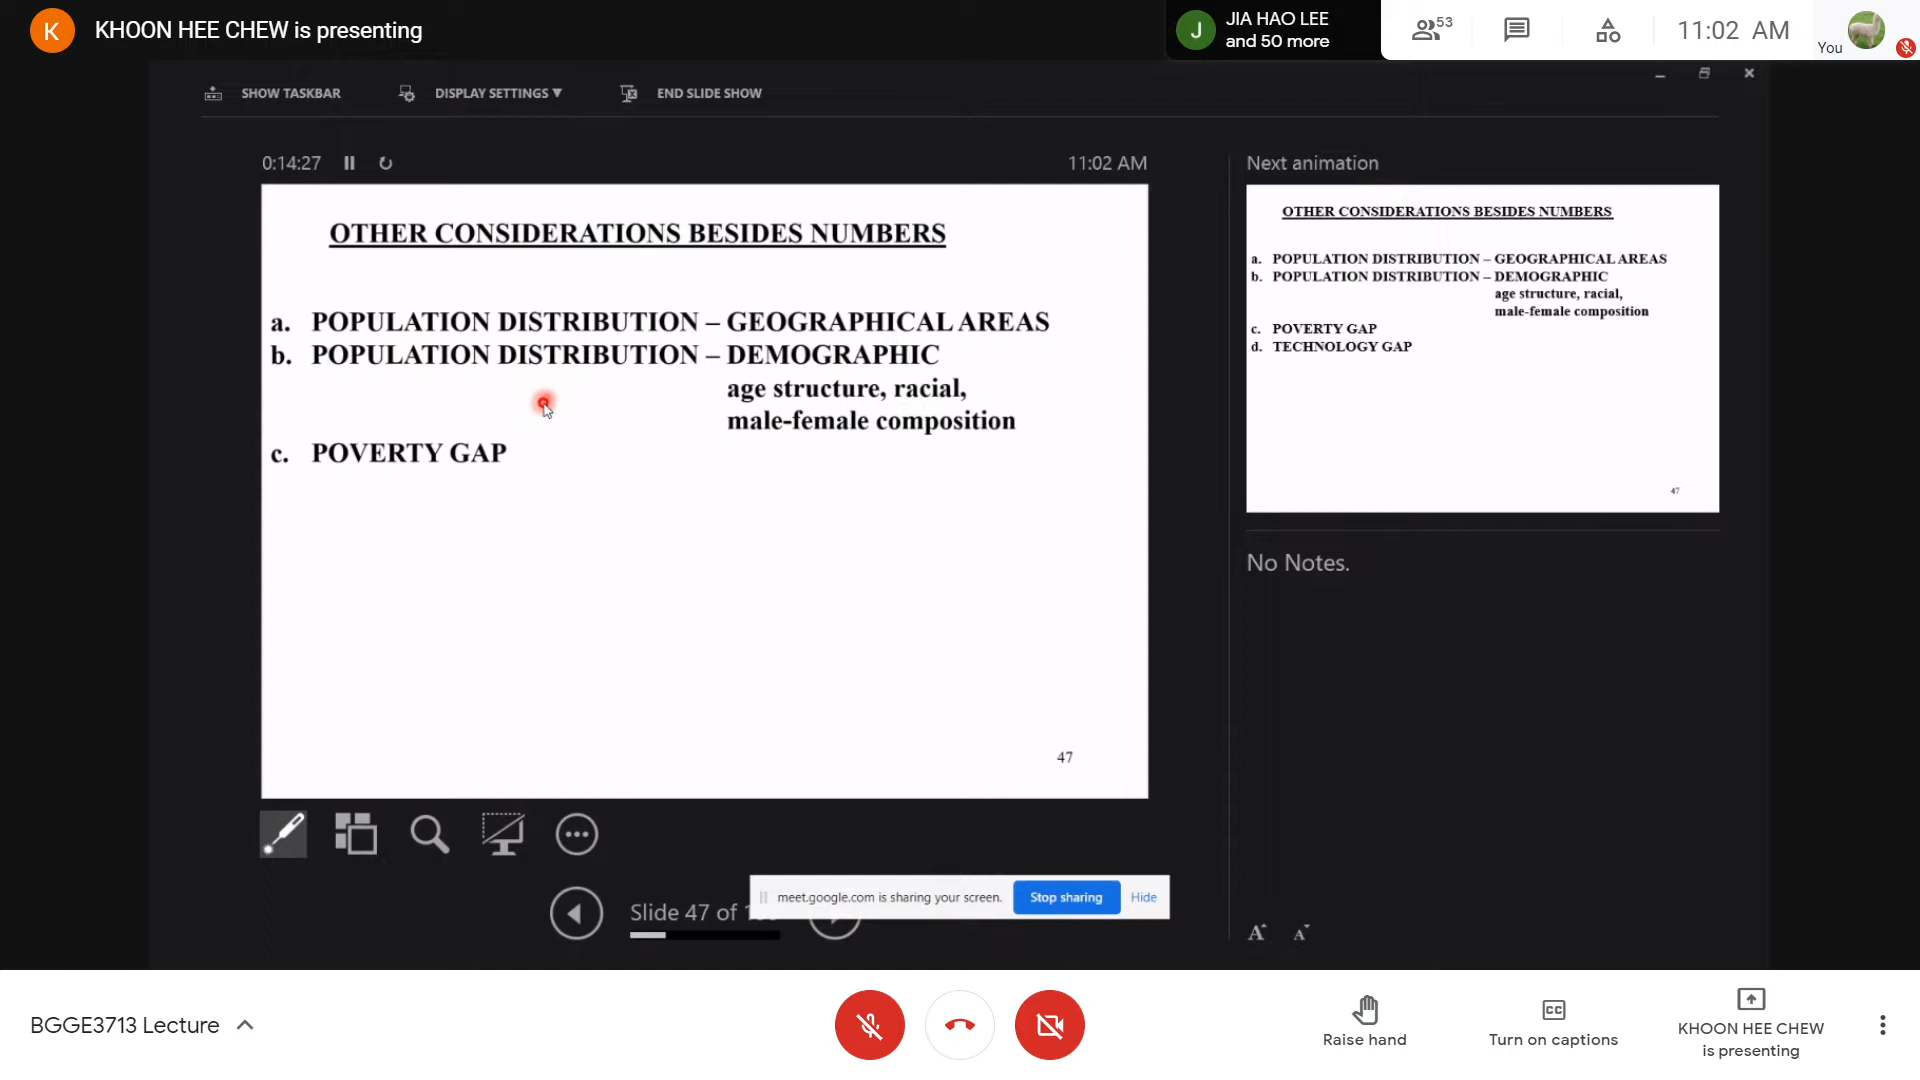 K
KHOON HEE CHEW is presenting
J
JIA HAO LEE
and 50 more
53
11:02 AM
You
SHOW TASKBAR
DISPLAY SETTINGS ▼
END SLIDE SHOW
0:14:27
11:02 AM
OTHER CONSIDERATIONS BESIDES NUMBERS
a. POPULATION DISTRIBUTION – GEOGRAPHICAL AREAS
b. POPULATION DISTRIBUTION – DEMOGRAPHIC
age structure, racial,
male-female composition
c. POVERTY GAP
47
Next animation
OTHER CONSIDERATIONS BESIDES NUMBERS
a. POPULATION DISTRIBUTION – GEOGRAPHICAL AREAS
b. POPULATION DISTRIBUTION – DEMOGRAPHIC
age structure, racial,
male-female composition
c. POVERTY GAP
d. TECHNOLOGY GAP
47
No Notes.
Slide 47 of
meet.google.com is sharing your screen.
Stop sharing
Hide
A A
BGGE3713 Lecture
Raise hand
CC
Turn on captions
KHOON HEE CHEW
is presenting